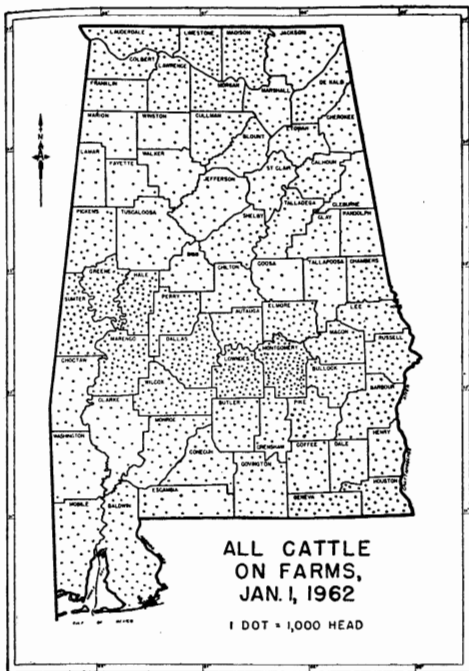 LAUDERDALE
LIMESTONE
MADISON
JACKSON
COLBERT
LAWRENCE
FRANKLIN
MORGAN
MARSHALL
DE KALB
MARION
WINSTON
CULLMAN
BLOUNT
ETOWAH
CHEROKEE
LAMAR
FAYETTE
WALKER
JEFFERSON
ST CLAIR
CALHOUN
CLEBURNE
PICKENS
TUSCALOOSA
SHELBY
TALLADEGA
CLAY
RANDOLPH
GREENE
HALE
BIBB
CHILTON
COOSA
TALLAPOOSA
CHAMBERS
SUMTER
PERRY
AUTAUGA
ELMORE
LEE
MARENGO
DALLAS
MONTGOMERY
MACON
RUSSELL
CHOCTAW
LOWNDES
BULLOCK
WILCOX
BARBOUR
CLARKE
BUTLER
PIKE
MONROE
WASHINGTON
CONECUH
CRENSHAW
COFFEE
DALE
HENRY
COVINGTON
ESCAMBIA
GENEVA
HOUSTON
MOBILE
BALDWIN
GULF OF MEXICO
N
ALL CATTLE
ON FARMS,
JAN. 1, 1962
1 DOT = 1,000 HEAD